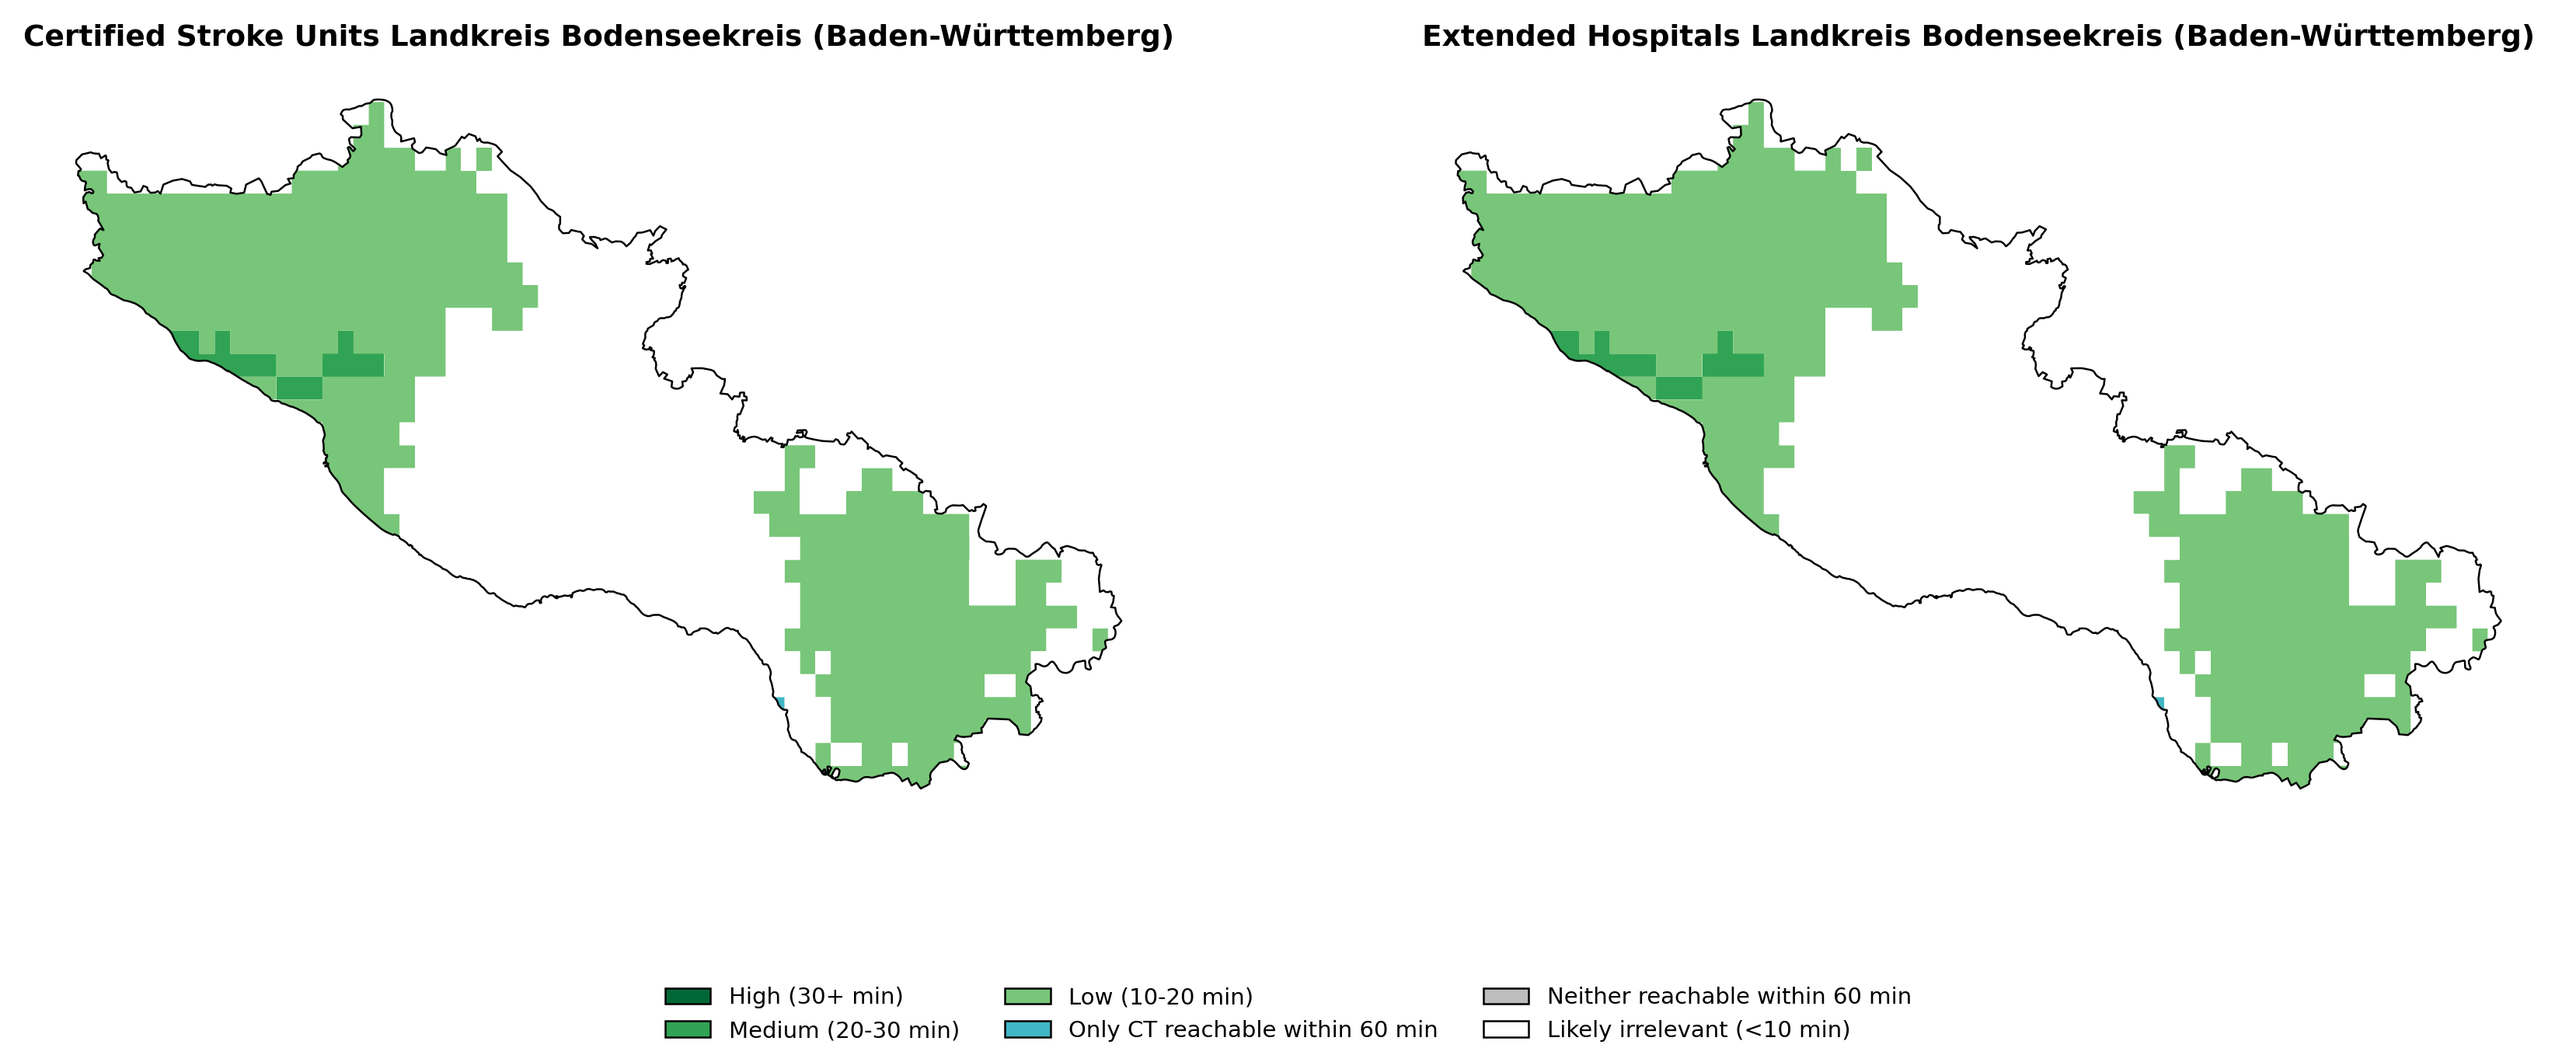 Certified Stroke Units Landkreis Bodenseekreis (Baden-Württemberg)
Extended Hospitals Landkreis Bodenseekreis (Baden-Württemberg)
High (30+ min)
Medium (20-30 min)
Low (10-20 min)
Only CT reachable within 60 min
Neither reachable within 60 min
Likely irrelevant (<10 min)